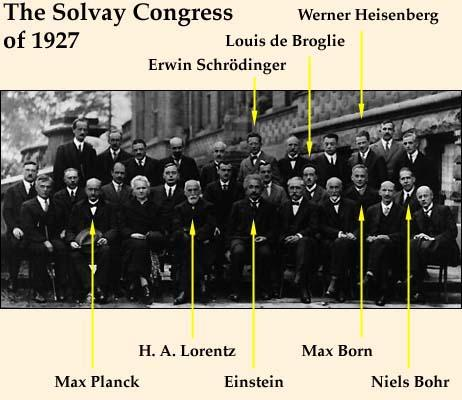 The Solvay Congress
of 1927
Werner Heisenberg
Louis de Broglie
Erwin Schrödinger
H. A. Lorentz
Max Born
Max Planck
Einstein
Niels Bohr